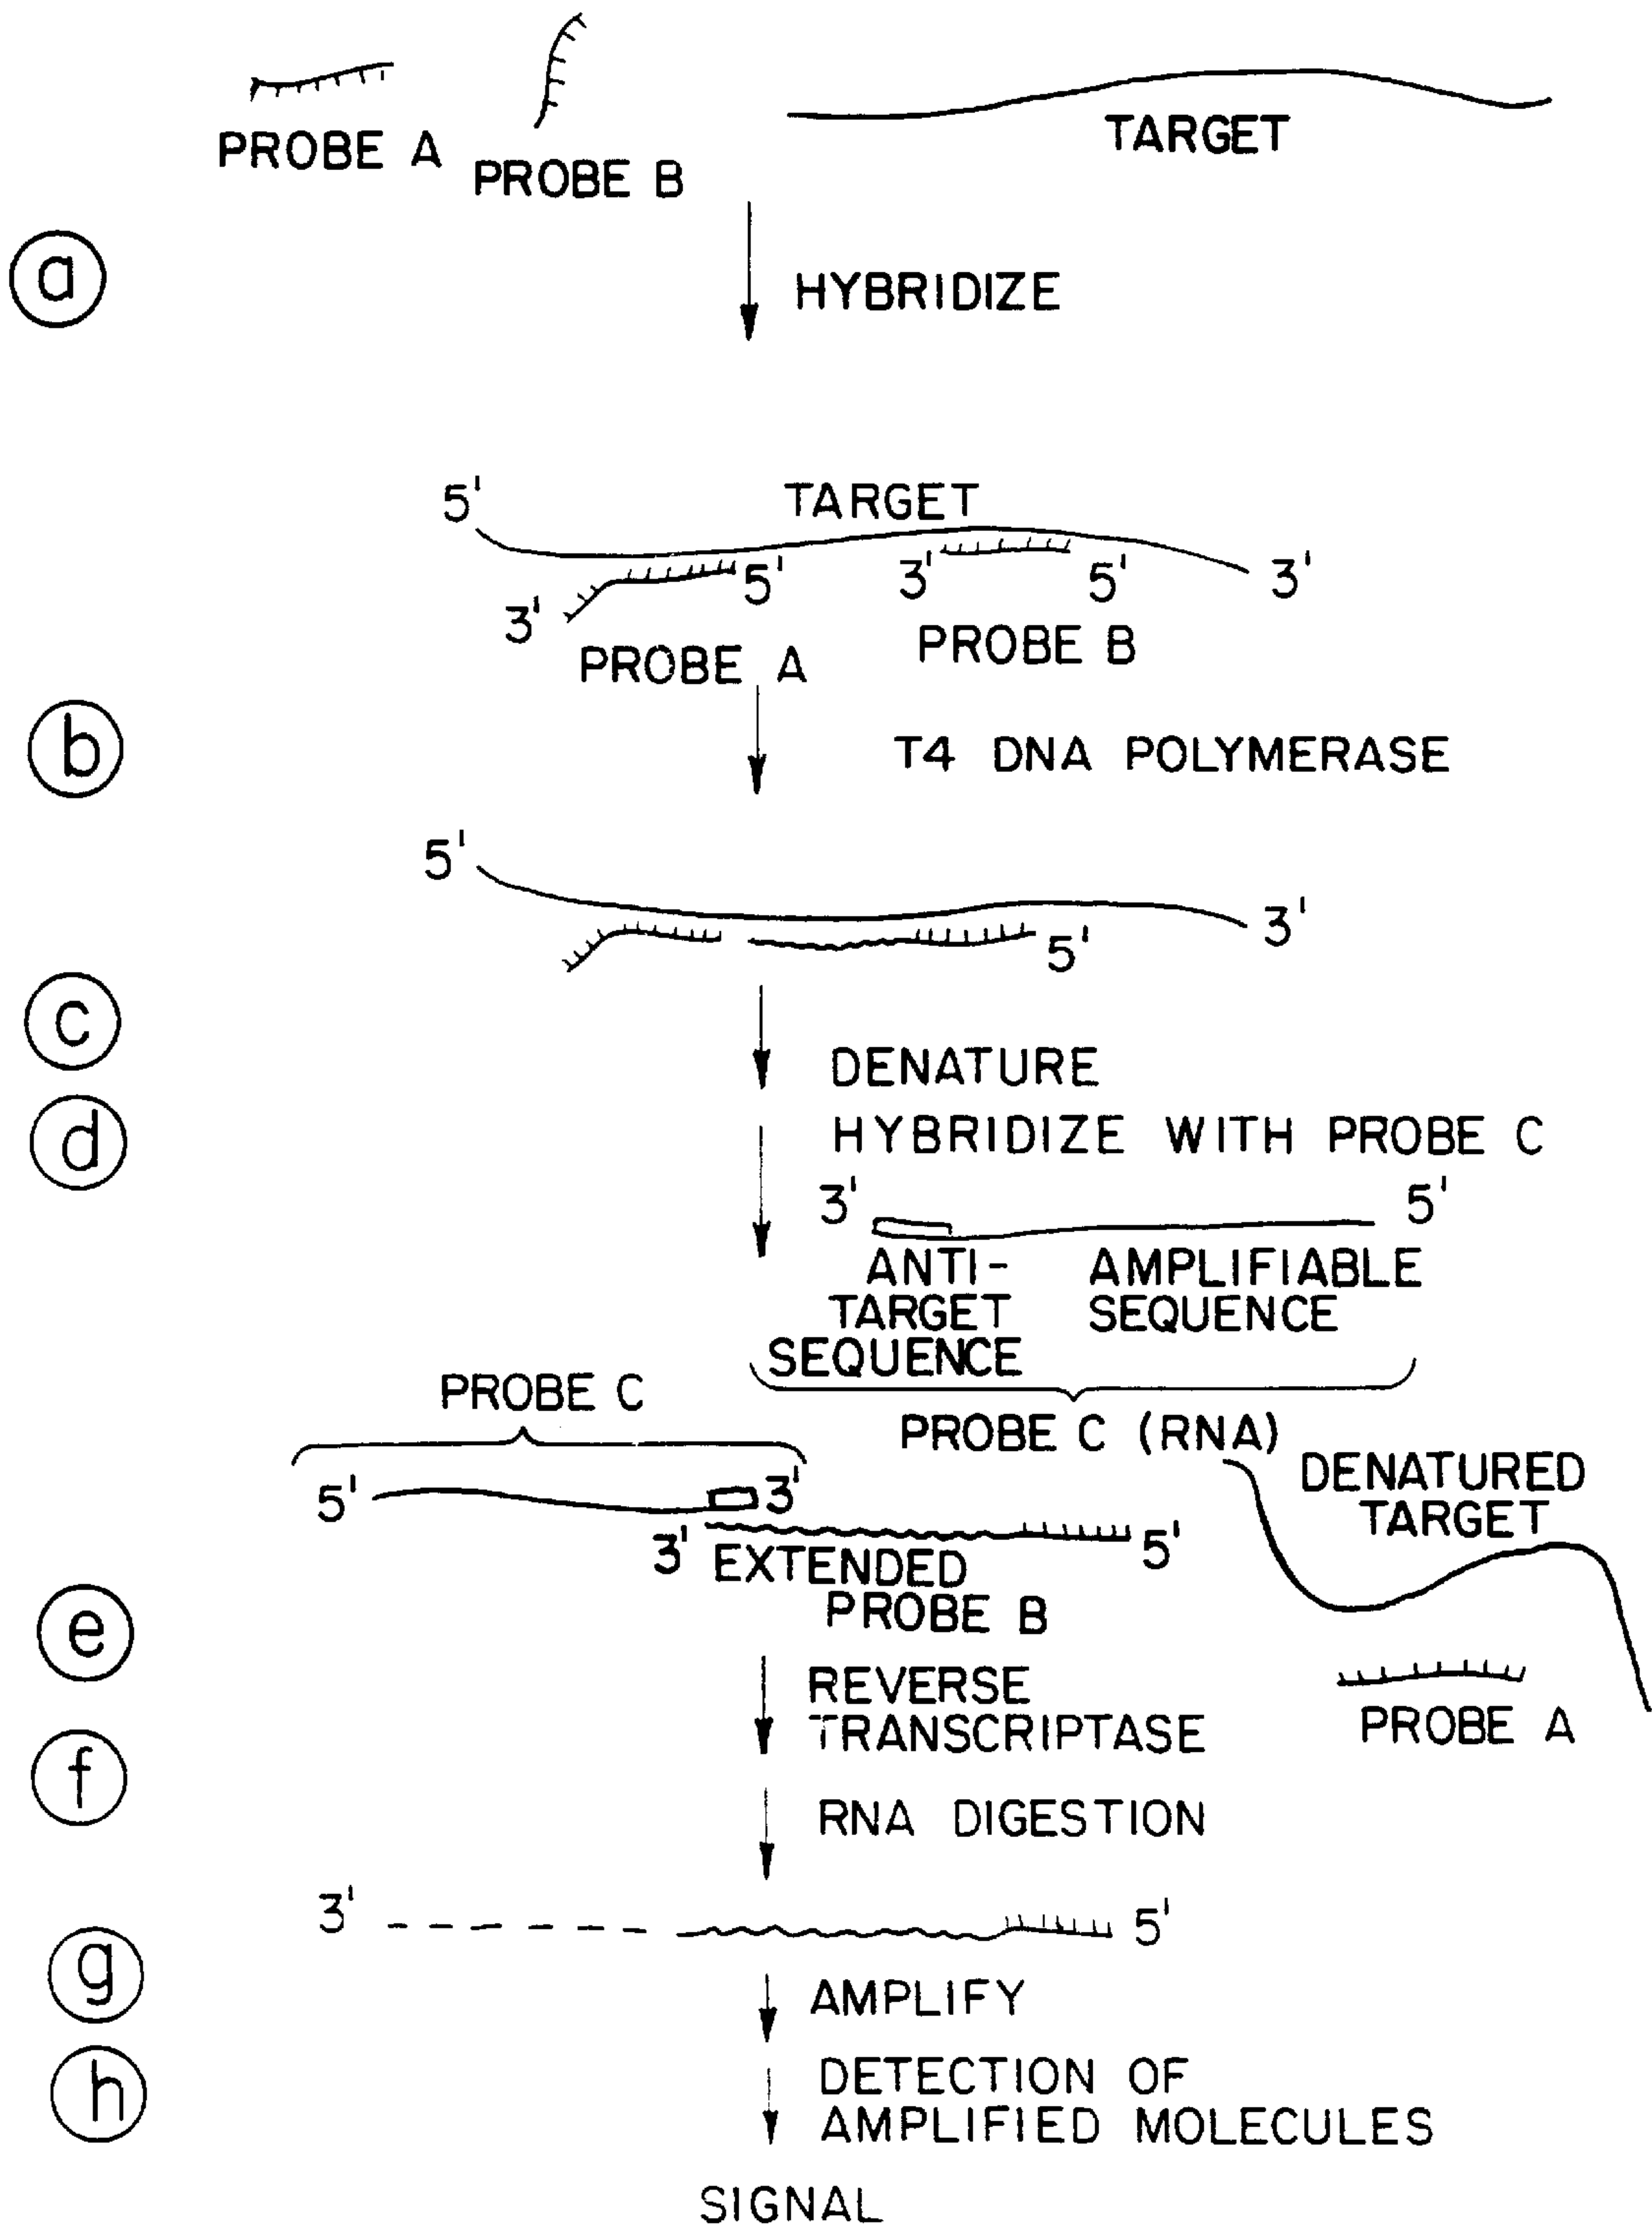 PROBE A
PROBE B
TARGET
a
HYBRIDIZE
5' TARGET
3' 5' 3' 5' 3'
PROBE A
PROBE B
b
T4 DNA POLYMERASE
5' 3'
5'
c
DENATURE
d
HYBRIDIZE WITH PROBE C
3' 5'
ANTI-
TARGET
SEQUENCE
AMPLIFIABLE
SEQUENCE
PROBE C
PROBE C (RNA)
5' 3'
3' 5'
EXTENDED
PROBE B
DENATURED
TARGET
PROBE A
e
REVERSE
TRANSCRIPTASE
f
RNA DIGESTION
3' 5'
g
AMPLIFY
h
DETECTION OF
AMPLIFIED MOLECULES
SIGNAL